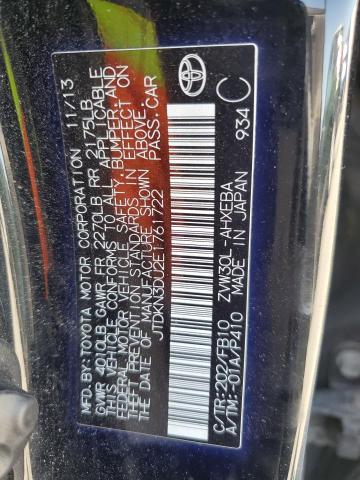 MFD.BY:TOYOTA MOTOR CORPORATION 11/13
GVWR 3970LB GAWR FR 2270LB RR 2175LB
THIS VEHICLE CONFORMS TO ALL APPLICABLE
FEDERAL MOTOR VEHICLE SAFETY, BUMPER, AND
THEFT PREVENTION STANDARDS IN EFFECT ON
THE DATE OF MANUFACTURE SHOWN ABOVE.
JTDKN3DU2E1761722 PASS.CAR
C/TR:202/FB10 ZVW30L-AHXEBA
A/TM:-01A/P410 MADE IN JAPAN 934 C